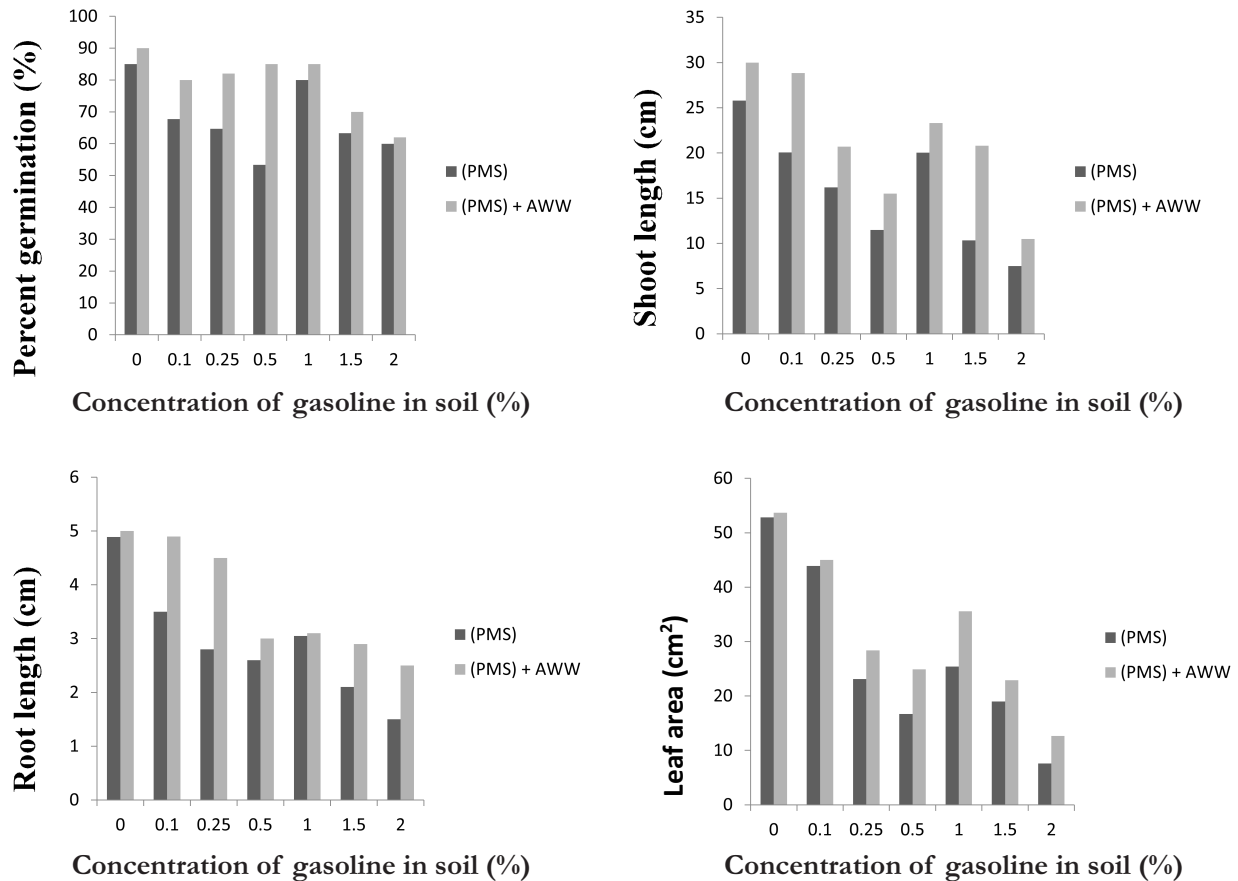 Percent germination (%)
100
90
80
70
60
50
40
30
20
10
0
0 0.1 0.25 0.5 1 1.5 2
(PMS)
(PMS) + AWW
Concentration of gasoline in soil (%)
Shoot length (cm)
35
30
25
20
15
10
5
0
0 0.1 0.25 0.5 1 1.5 2
(PMS)
(PMS) + AWW
Concentration of gasoline in soil (%)
Root length (cm)
6
5
4
3
2
1
0
0 0.1 0.25 0.5 1 1.5 2
(PMS)
(PMS) + AWW
Concentration of gasoline in soil (%)
Leaf area (cm²)
60
50
40
30
20
10
0
0 0.1 0.25 0.5 1 1.5 2
(PMS)
(PMS) + AWW
Concentration of gasoline in soil (%)